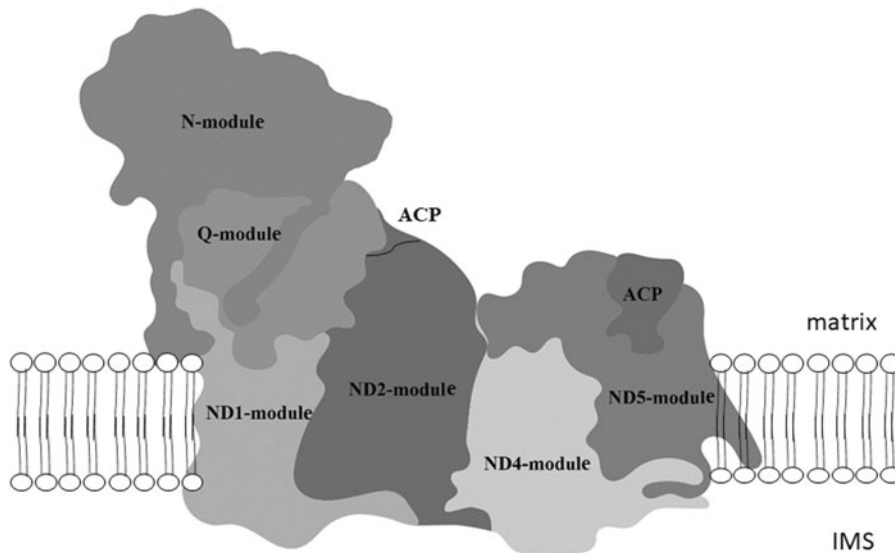 N-module
ACP
Q-module
ACP
matrix
ND2-module
ND5-module
ND1-module
ND4-module
IMS